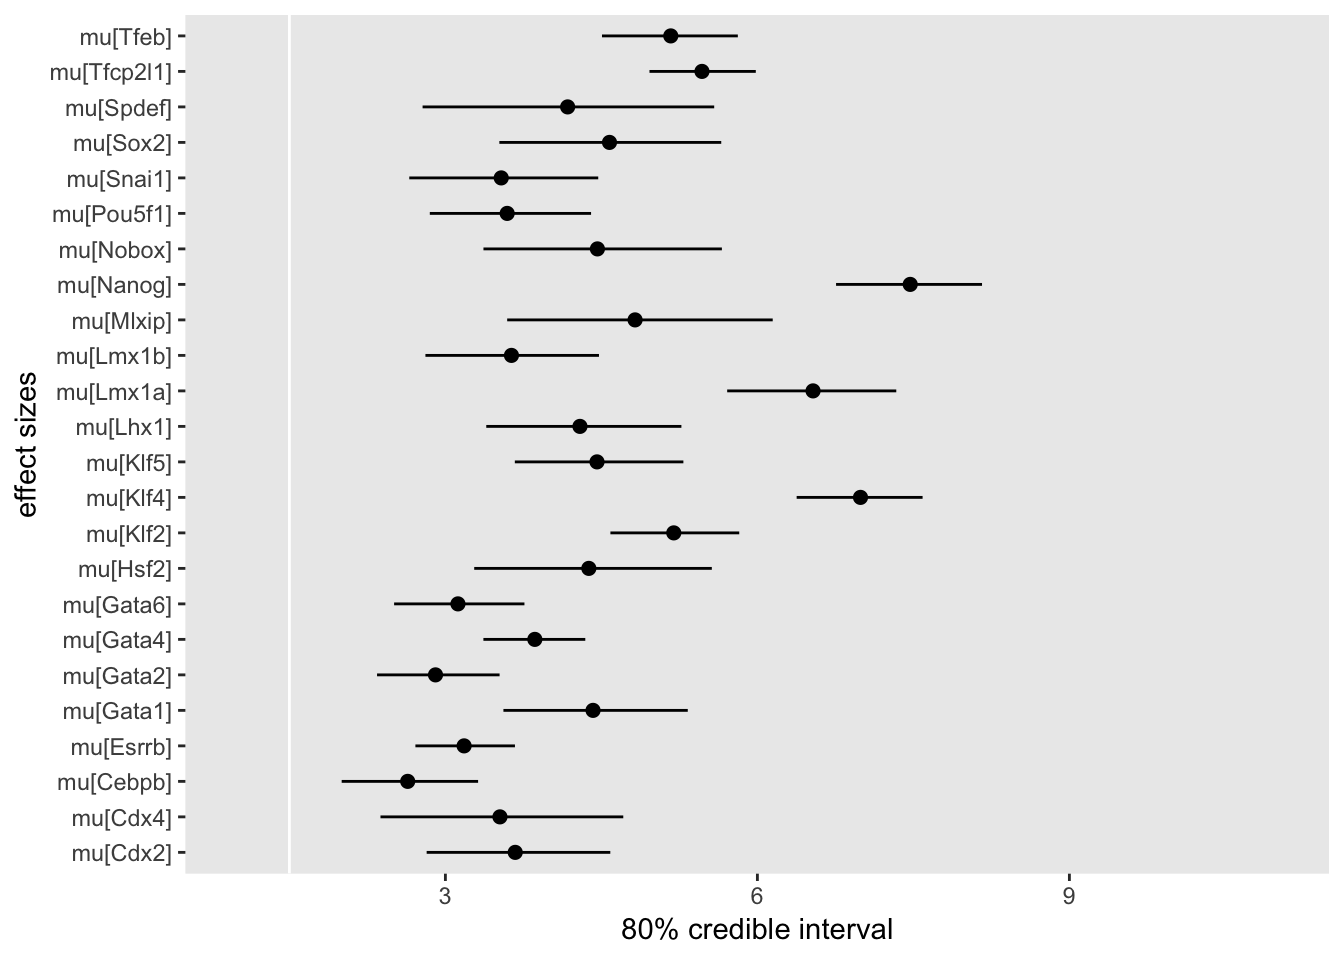 mu[Tfeb]
mu[Tfcp2l1]
mu[Spdef]
mu[Sox2]
mu[Snai1]
mu[Pou5f1]
mu[Nobox]
mu[Nanog]
mu[Mlxip]
mu[Lmx1b]
mu[Lmx1a]
mu[Lhx1]
mu[Klf5]
mu[Klf4]
mu[Klf2]
mu[Hsf2]
mu[Gata6]
mu[Gata4]
mu[Gata2]
mu[Gata1]
mu[Esrrb]
mu[Cebpb]
mu[Cdx4]
mu[Cdx2]
effect sizes
3 6 9
80% credible interval